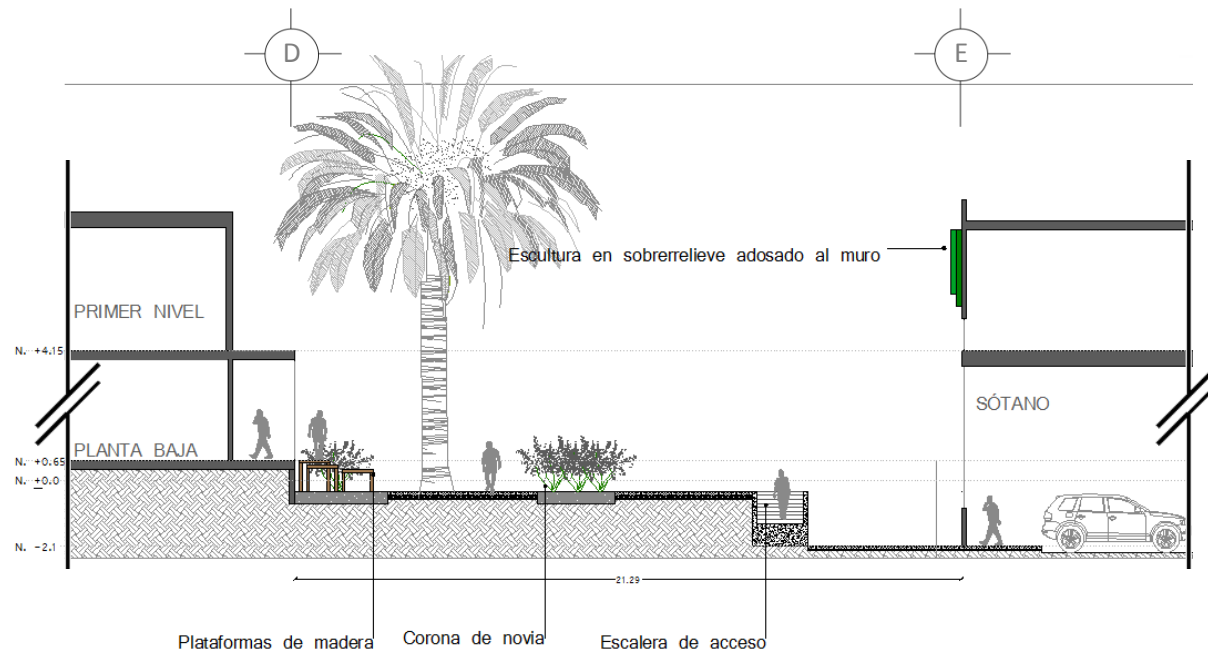 D
E
Escultura en sobrerrelieve adosado al muro
PRIMER NIVEL
N. +4.15
SÓTANO
PLANTA BAJA
N. +0.65
N. +0.0
N. -2.1
21.29
Plataformas de madera
Corona de novia
Escalera de acceso